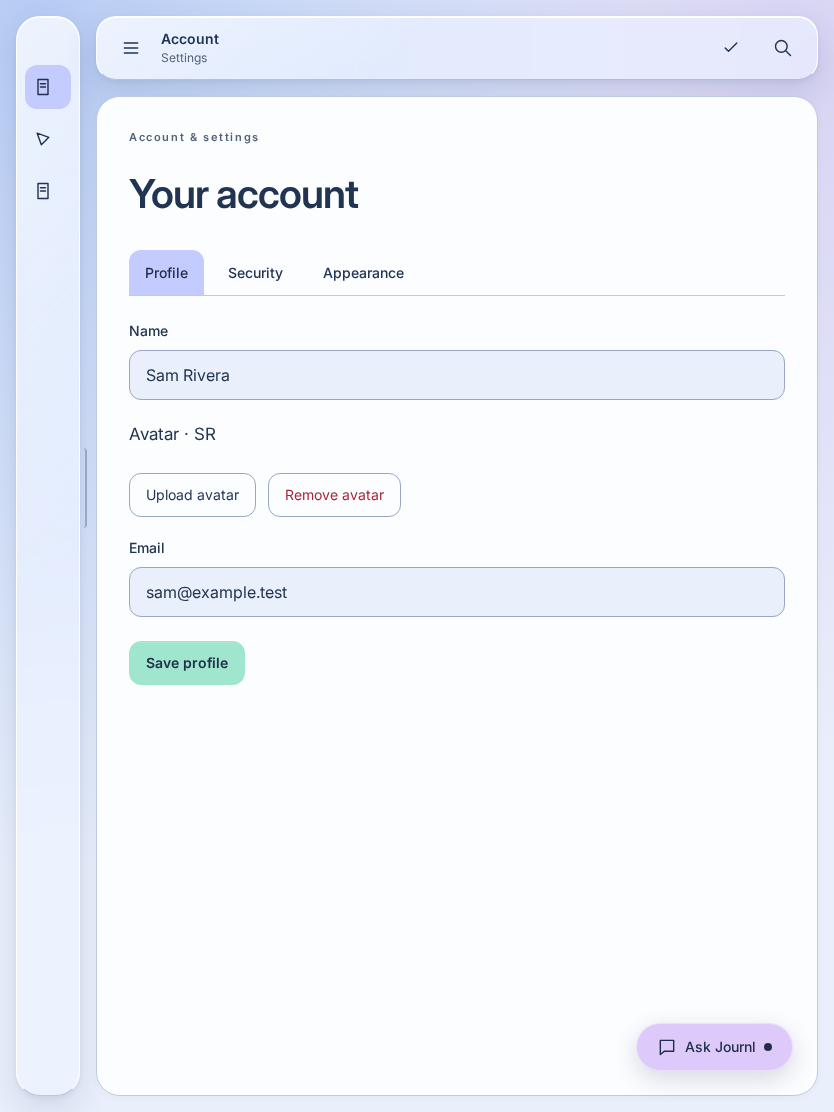 Account
Settings
Account & settings
Your account
Profile Security Appearance
Name
Sam Rivera
Avatar · SR
Upload avatar Remove avatar
Email
sam@example.test
Save profile
Ask Journl